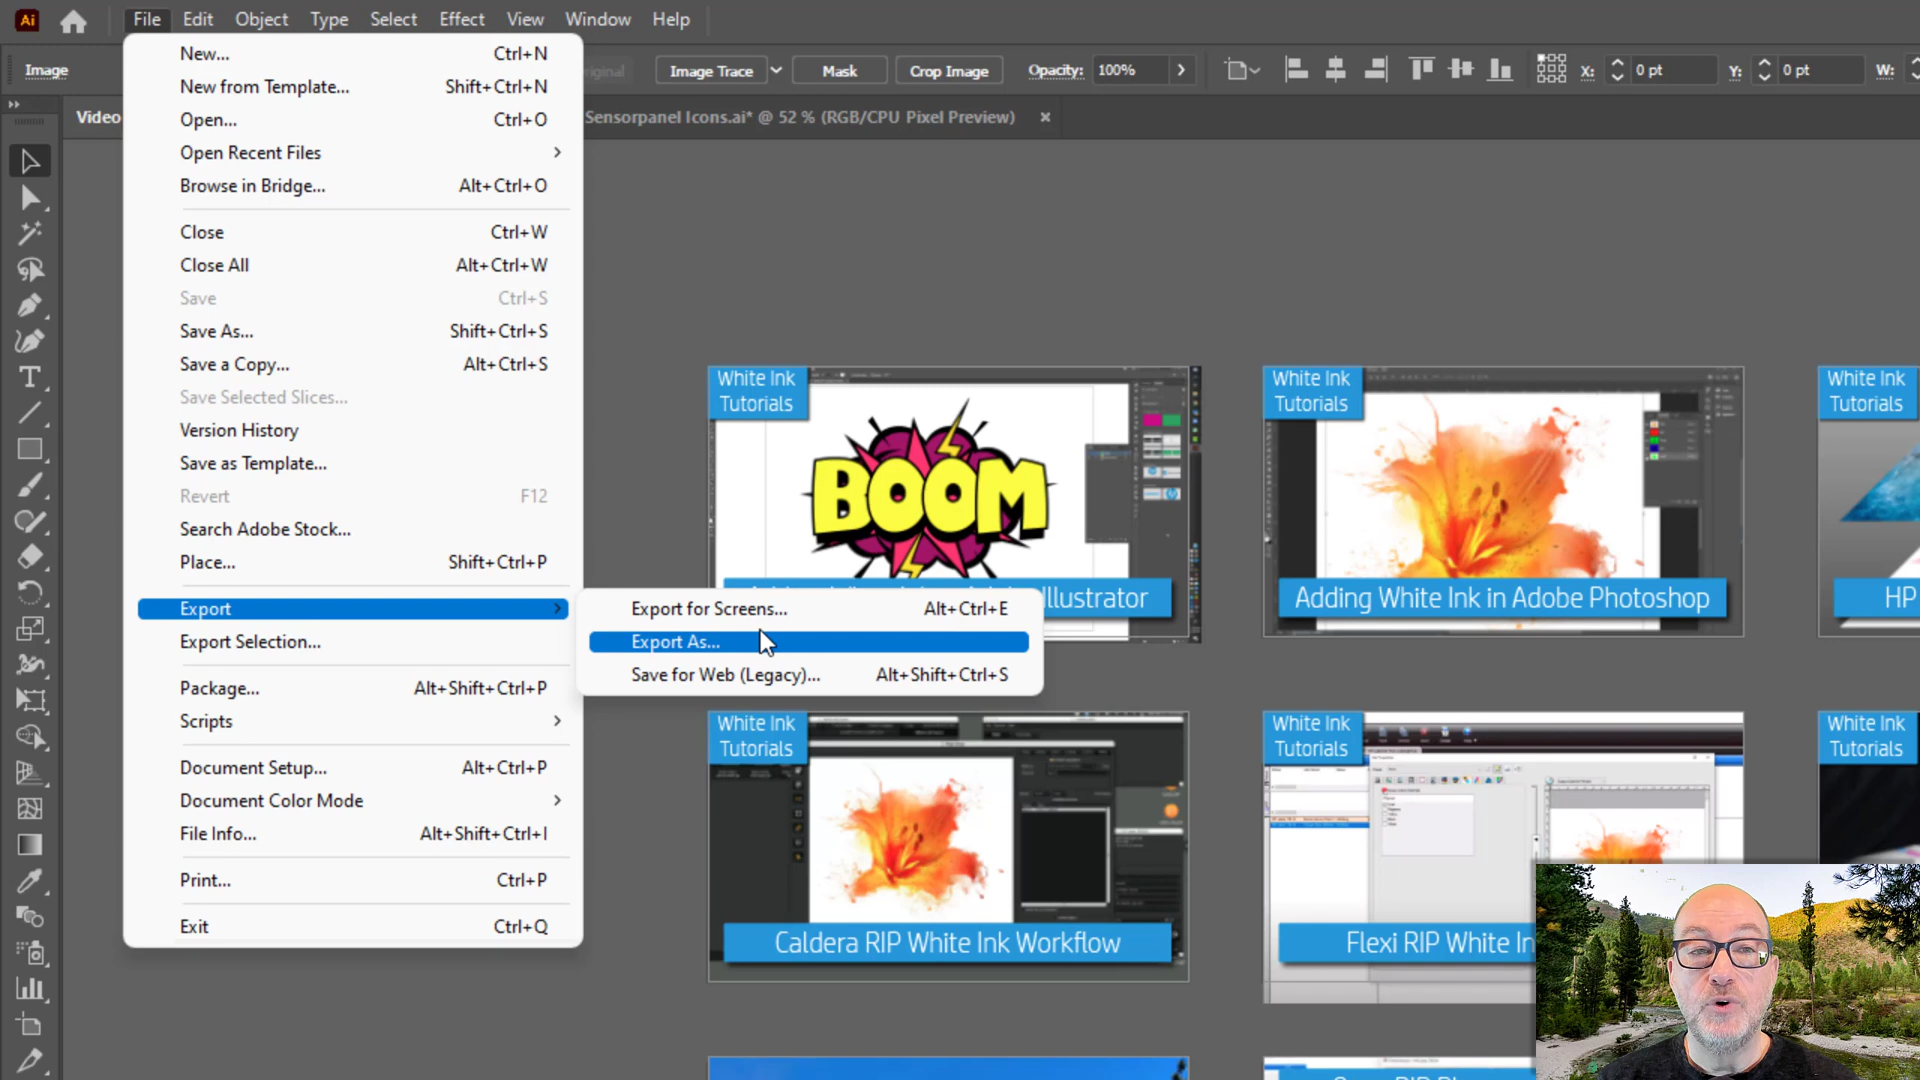 Ai
File Edit Object Type Select Effect View Window Help
Image
Image Trace
Mask
Crop Image
Opacity: 100%
X: 0 pt
Y: 0 pt
W:
Video
Sensorpanel Icons.ai* @ 52 % (RGB/CPU Pixel Preview)
New... Ctrl+N
New from Template... Shift+Ctrl+N
Open... Ctrl+O
Open Recent Files
Browse in Bridge... Alt+Ctrl+O
Close Ctrl+W
Close All Alt+Ctrl+W
Save Ctrl+S
Save As... Shift+Ctrl+S
Save a Copy... Alt+Ctrl+S
Save Selected Slices...
Version History
Save as Template...
Revert F12
Search Adobe Stock...
Place... Shift+Ctrl+P
Export
Export Selection...
Package... Alt+Shift+Ctrl+P
Scripts
Document Setup... Alt+Ctrl+P
Document Color Mode
File Info... Alt+Shift+Ctrl+I
Print... Ctrl+P
Exit Ctrl+Q
Export for Screens... Alt+Ctrl+E
Export As...
Save for Web (Legacy)... Alt+Shift+Ctrl+S
White Ink
Tutorials
BOOM
Illustrator
White Ink
Tutorials
Adding White Ink in Adobe Photoshop
White Ink
Tutorials
HP
White Ink
Tutorials
Caldera RIP White Ink Workflow
White Ink
Tutorials
Flexi RIP White In
White Ink
Tutorials